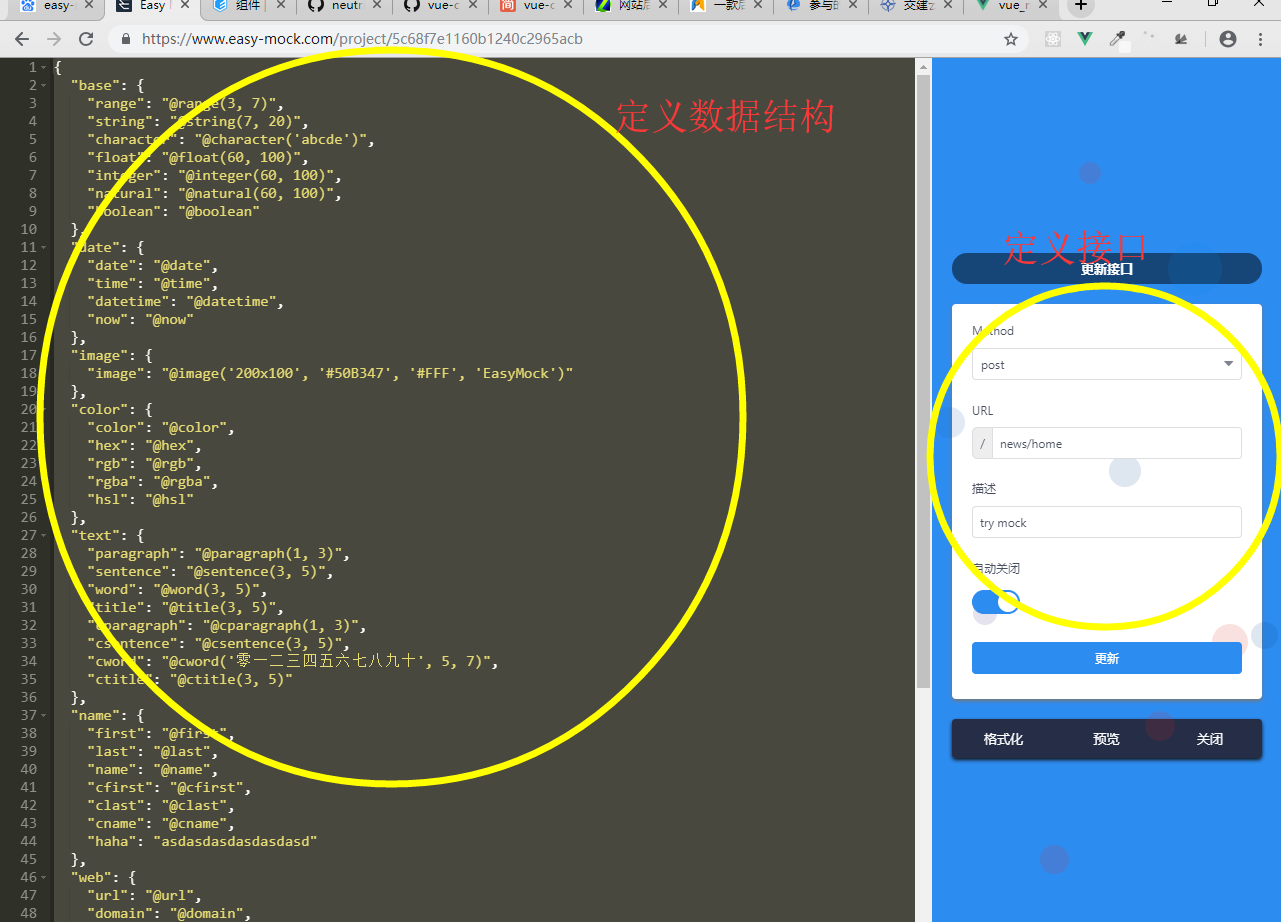 easy-
Easy
组件
neutr
vue-c
vue-c
网站后
一款后
参与E
交建z
vue_r
https://www.easy-mock.com/project/5c68f7e1160b1240c2965acb
定义数据结构
定义接口
1 {
2 "base": {
3 "range": "@range(3, 7)",
4 "string": "@string(7, 20)",
5 "character": "@character('abcde')",
6 "float": "@float(60, 100)",
7 "integer": "@integer(60, 100)",
8 "natural": "@natural(60, 100)",
9 "boolean": "@boolean"
10 },
11 "date": {
12 "date": "@date",
13 "time": "@time",
14 "datetime": "@datetime",
15 "now": "@now"
16 },
17 "image": {
18 "image": "@image('200x100', '#50B347', '#FFF', 'EasyMock')"
19 },
20 "color": {
21 "color": "@color",
22 "hex": "@hex",
23 "rgb": "@rgb",
24 "rgba": "@rgba",
25 "hsl": "@hsl"
26 },
27 "text": {
28 "paragraph": "@paragraph(1, 3)",
29 "sentence": "@sentence(3, 5)",
30 "word": "@word(3, 5)",
31 "title": "@title(3, 5)",
32 "cparagraph": "@cparagraph(1, 3)",
33 "csentence": "@csentence(3, 5)",
34 "cword": "@cword('零一二三四五六七八九十', 5, 7)",
35 "ctitle": "@ctitle(3, 5)"
36 },
37 "name": {
38 "first": "@first",
39 "last": "@last",
40 "name": "@name",
41 "cfirst": "@cfirst",
42 "clast": "@clast",
43 "cname": "@cname",
44 "haha": "asdasdasdasdasdasd"
45 },
46 "web": {
47 "url": "@url",
48 "domain": "@domain",
更新接口
Method
post
URL
/ news/home
描述
try mock
自动关闭
更新
格式化 预览 关闭